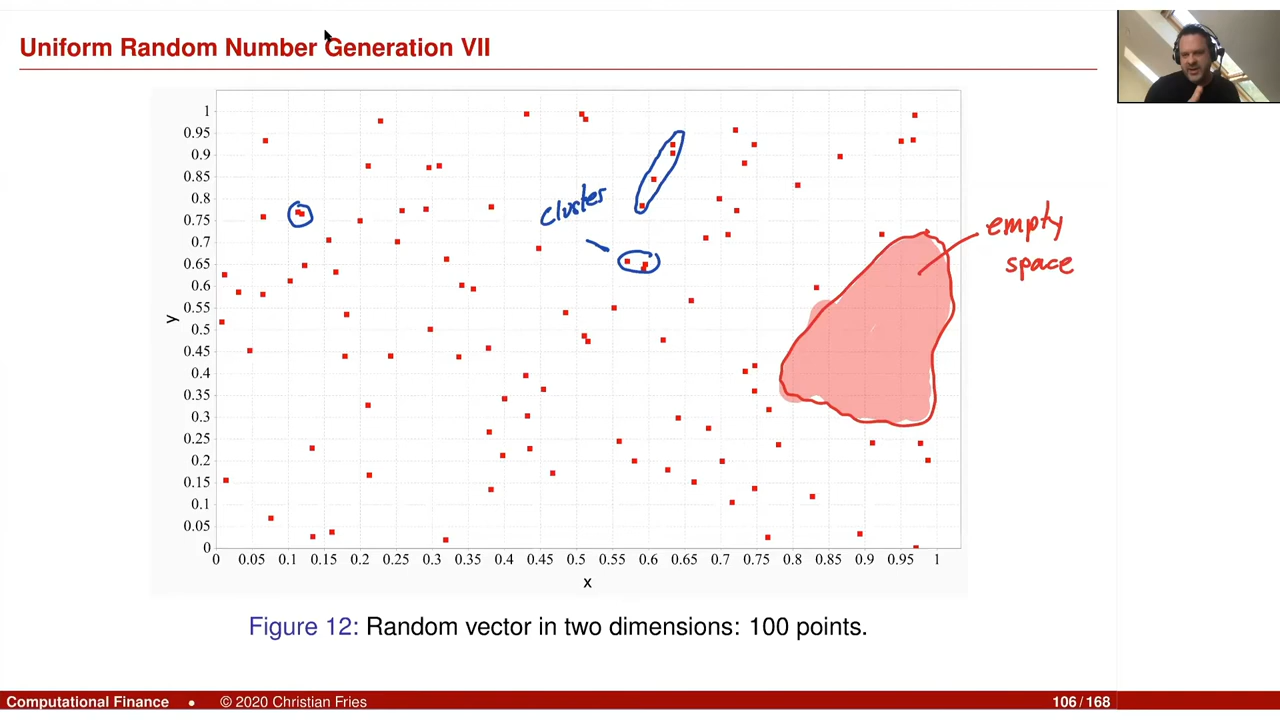 Uniform Random Number Generation VII
1
0.95
0.9
0.85
0.8
0.75
0.7
0.65
0.6
0.55
0.5
0.45
0.4
0.35
0.3
0.25
0.2
0.15
0.1
0.05
0
y
cluster
empty
space
0 0.05 0.1 0.15 0.2 0.25 0.3 0.35 0.4 0.45 0.5 0.55 0.6 0.65 0.7 0.75 0.8 0.85 0.9 0.95 1
x
Figure 12: Random vector in two dimensions: 100 points.
Computational Finance • © 2020 Christian Fries 106 / 168